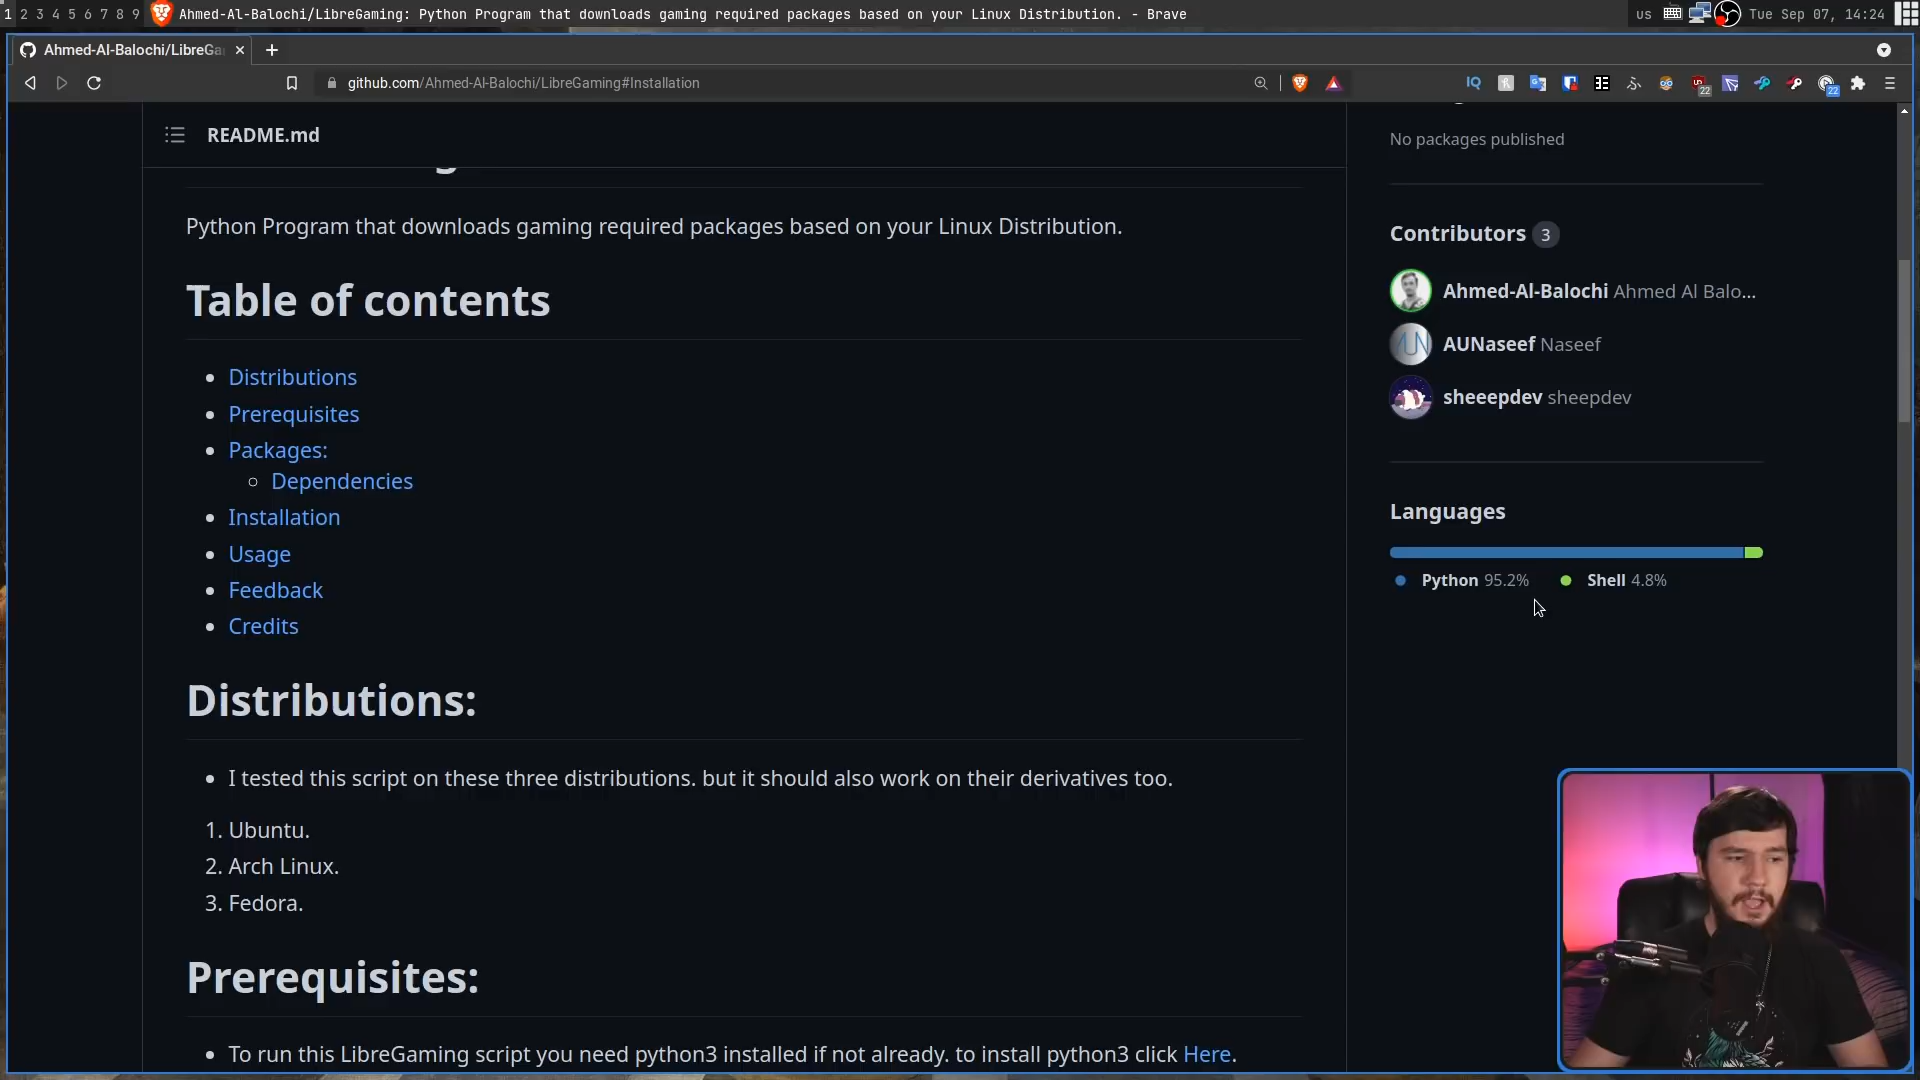 1 2 3 4 5 6 7 8 9 Ahmed-Al-Balochi/LibreGaming: Python Program that downloads gaming required packages based on your Linux Distribution. - Brave us Tue Sep 07, 14:24
Ahmed-Al-Balochi/LibreGa
github.com/Ahmed-Al-Balochi/LibreGaming#Installation
IQ
22
22
README.md
No packages published
Python Program that downloads gaming required packages based on your Linux Distribution.
Contributors 3
Table of contents
Ahmed-Al-Balochi Ahmed Al Balo...
AUNaseef Naseef
Distributions
sheeepdev sheepdev
Prerequisites
Packages:
Dependencies
Installation
Languages
Usage
Python 95.2% Shell 4.8%
Feedback
Credits
Distributions:
I tested this script on these three distributions. but it should also work on their derivatives too.
1. Ubuntu.
2. Arch Linux.
3. Fedora.
Prerequisites:
To run this LibreGaming script you need python3 installed if not already. to install python3 click Here.